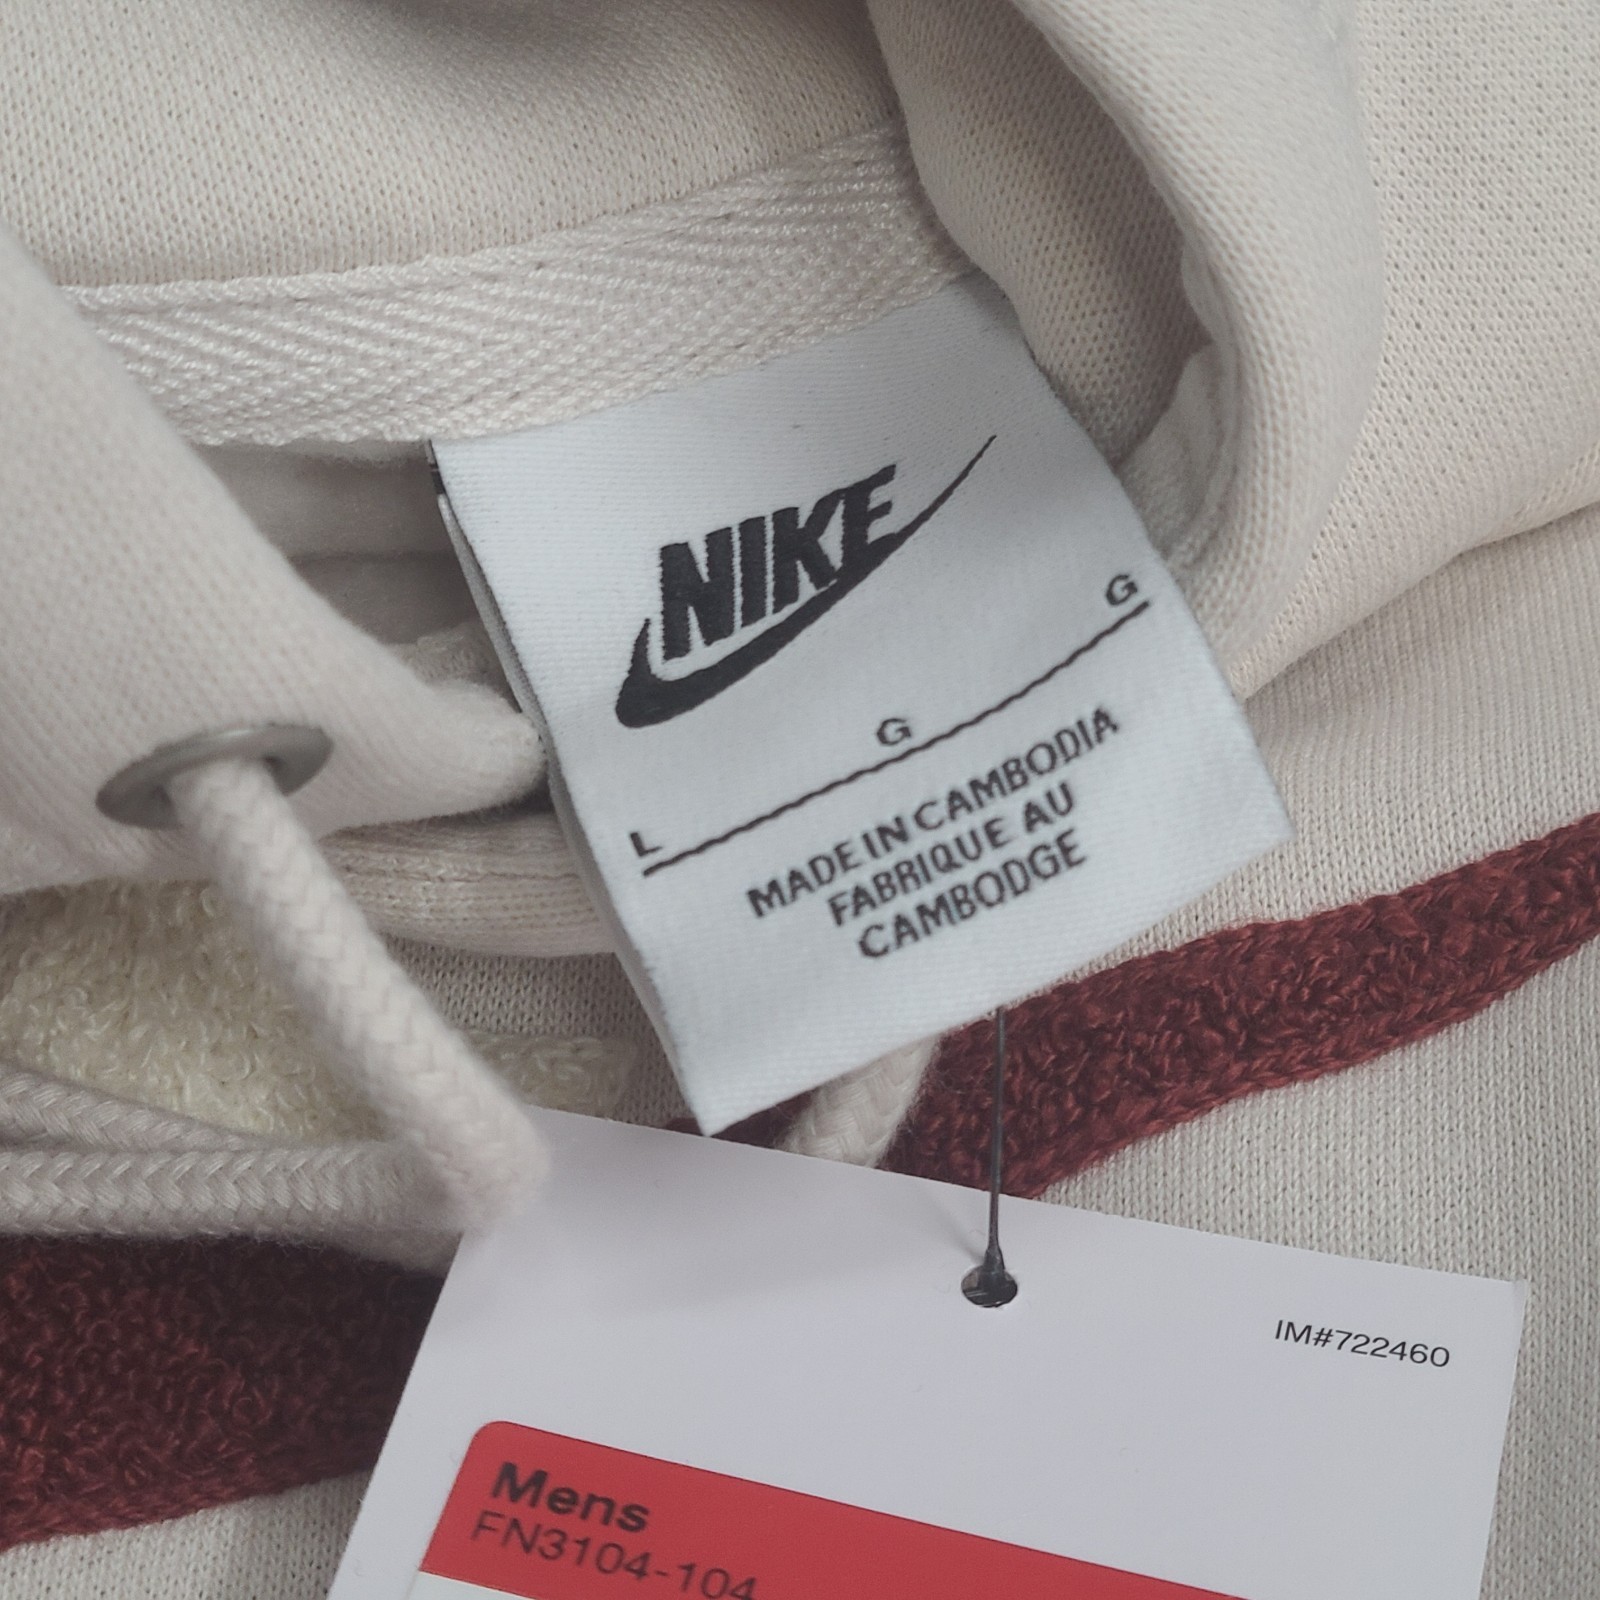 NIKE
L G G
MADE IN CAMBODIA
FABRIQUE AU
CAMBODGE
IM#722460
Mens
FN3104-104